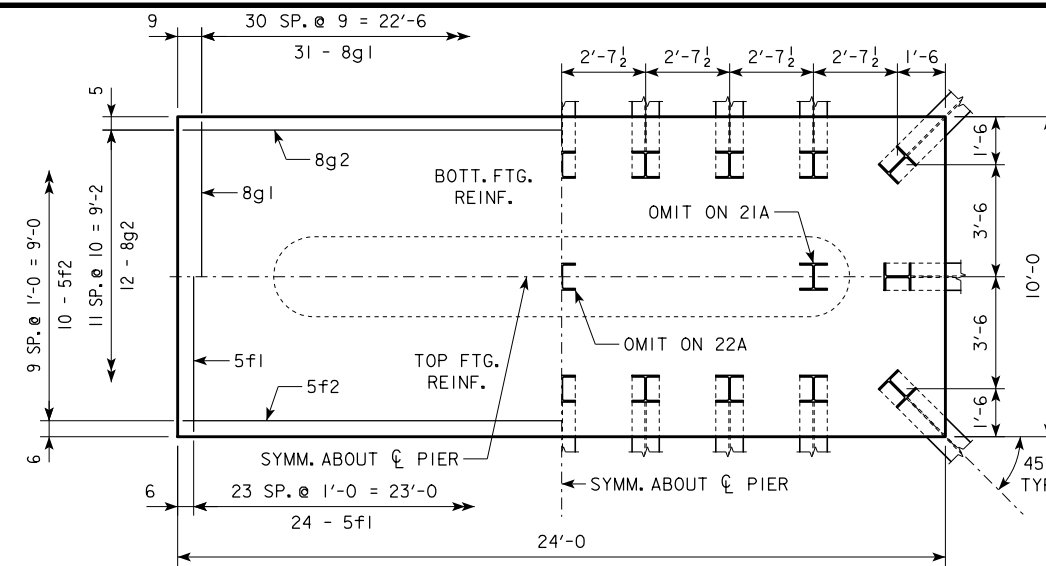 9
30 SP. @ 9 = 22'-6
31 - 8g1
2'-7½
2'-7½
2'-7½
2'-7½
1'-6
5
8g2
8g1
BOTT. FTG.
REINF.
OMIT ON 21A
1'-6
3'-6
10'-0
3'-6
1'-6
9 SP. @ 1'-0 = 9'-0
10 - 5f2
11 SP. @ 10 = 9'-2
12 - 8g2
5f1
TOP FTG.
REINF.
OMIT ON 22A
5f2
6
SYMM. ABOUT ℄ PIER
SYMM. ABOUT ℄ PIER
45
TYP
6
23 SP. @ 1'-0 = 23'-0
24 - 5f1
24'-0